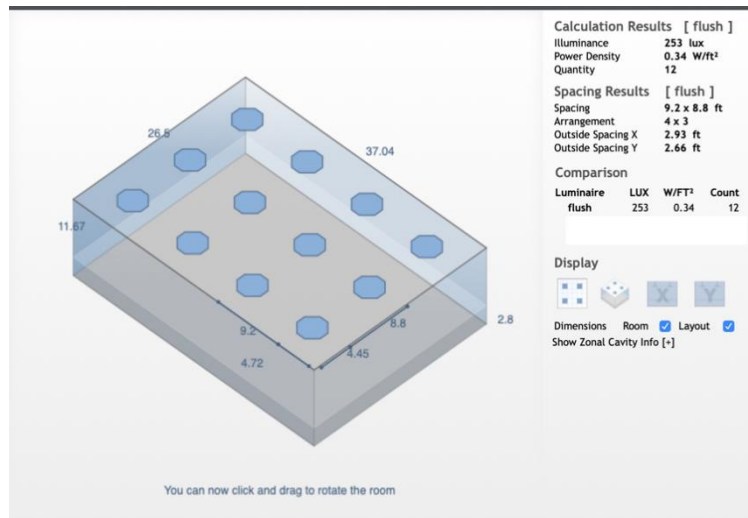 26.5
37.04
11.67
9.2
8.8
2.8
4.72
4.45
You can now click and drag to rotate the room
Calculation Results [ flush ]
Illuminance 253 lux
Power Density 0.34 W/ft²
Quantity 12
Spacing Results [ flush ]
Spacing 9.2 x 8.8 ft
Arrangement 4 x 3
Outside Spacing X 2.93 ft
Outside Spacing Y 2.66 ft
Comparison
Luminaire LUX W/FT² Count
flush 253 0.34 12
Display
X Y
Dimensions Room Layout
Show Zonal Cavity Info [+]